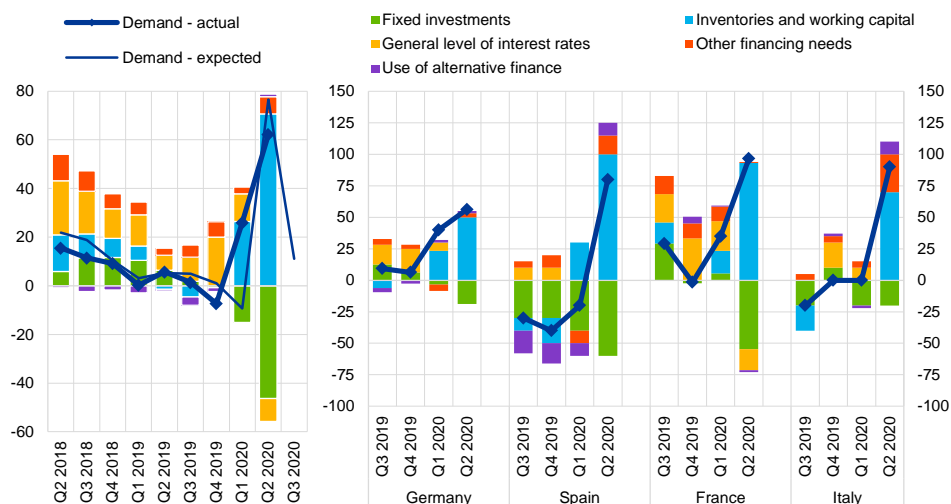 Demand - actual
Demand - expected
Fixed investments
Inventories and working capital
General level of interest rates
Other financing needs
Use of alternative finance
80
60
40
20
0
-20
-40
-60
Q2 2018
Q3 2018
Q4 2018
Q1 2019
Q2 2019
Q3 2019
Q4 2019
Q1 2020
Q2 2020
Q3 2020
150
125
100
75
50
25
0
-25
-50
-75
-100
Q3 2019
Q4 2019
Q1 2020
Q2 2020
Q3 2019
Q4 2019
Q1 2020
Q2 2020
Q3 2019
Q4 2019
Q1 2020
Q2 2020
Q3 2019
Q4 2019
Q1 2020
Q2 2020
Germany
Spain
France
Italy
150
125
100
75
50
25
0
-25
-50
-75
-100